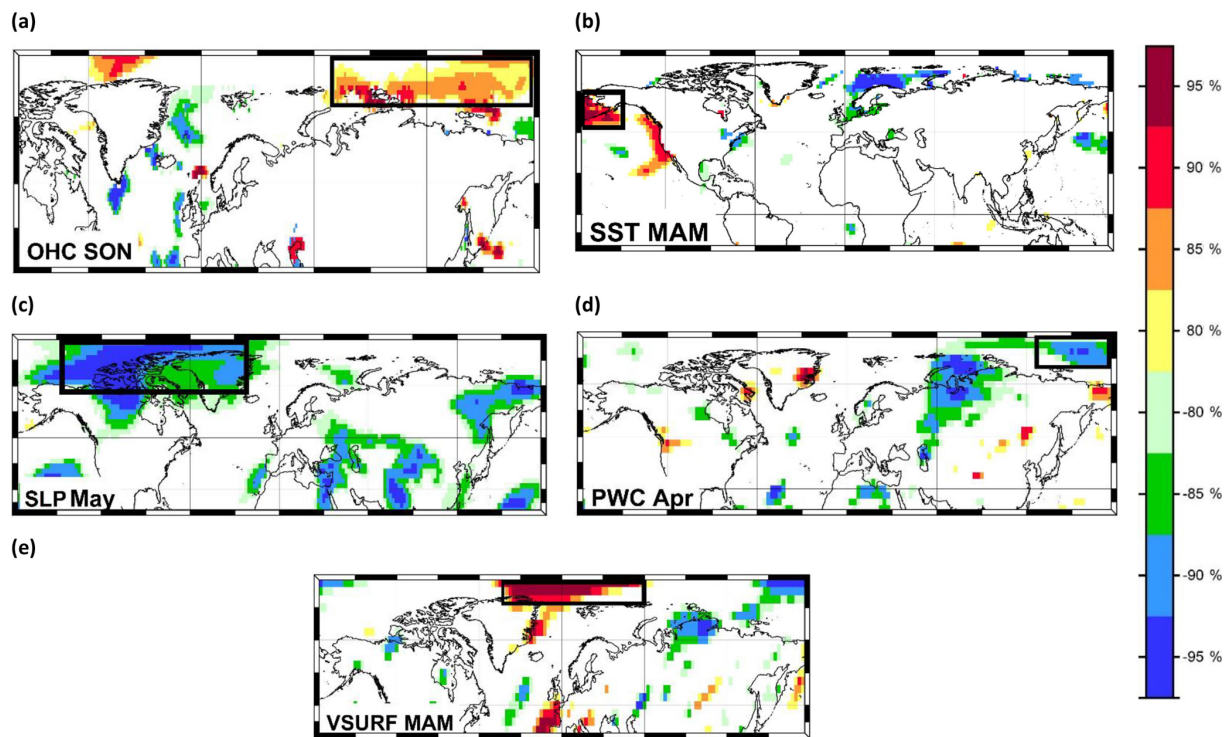 (a)
OHC SON
(b)
SST MAM
(c)
SLP May
(d)
PWC Apr
(e)
VSURF MAM
95 %
90 %
85 %
80 %
-80 %
-85 %
-90 %
-95 %